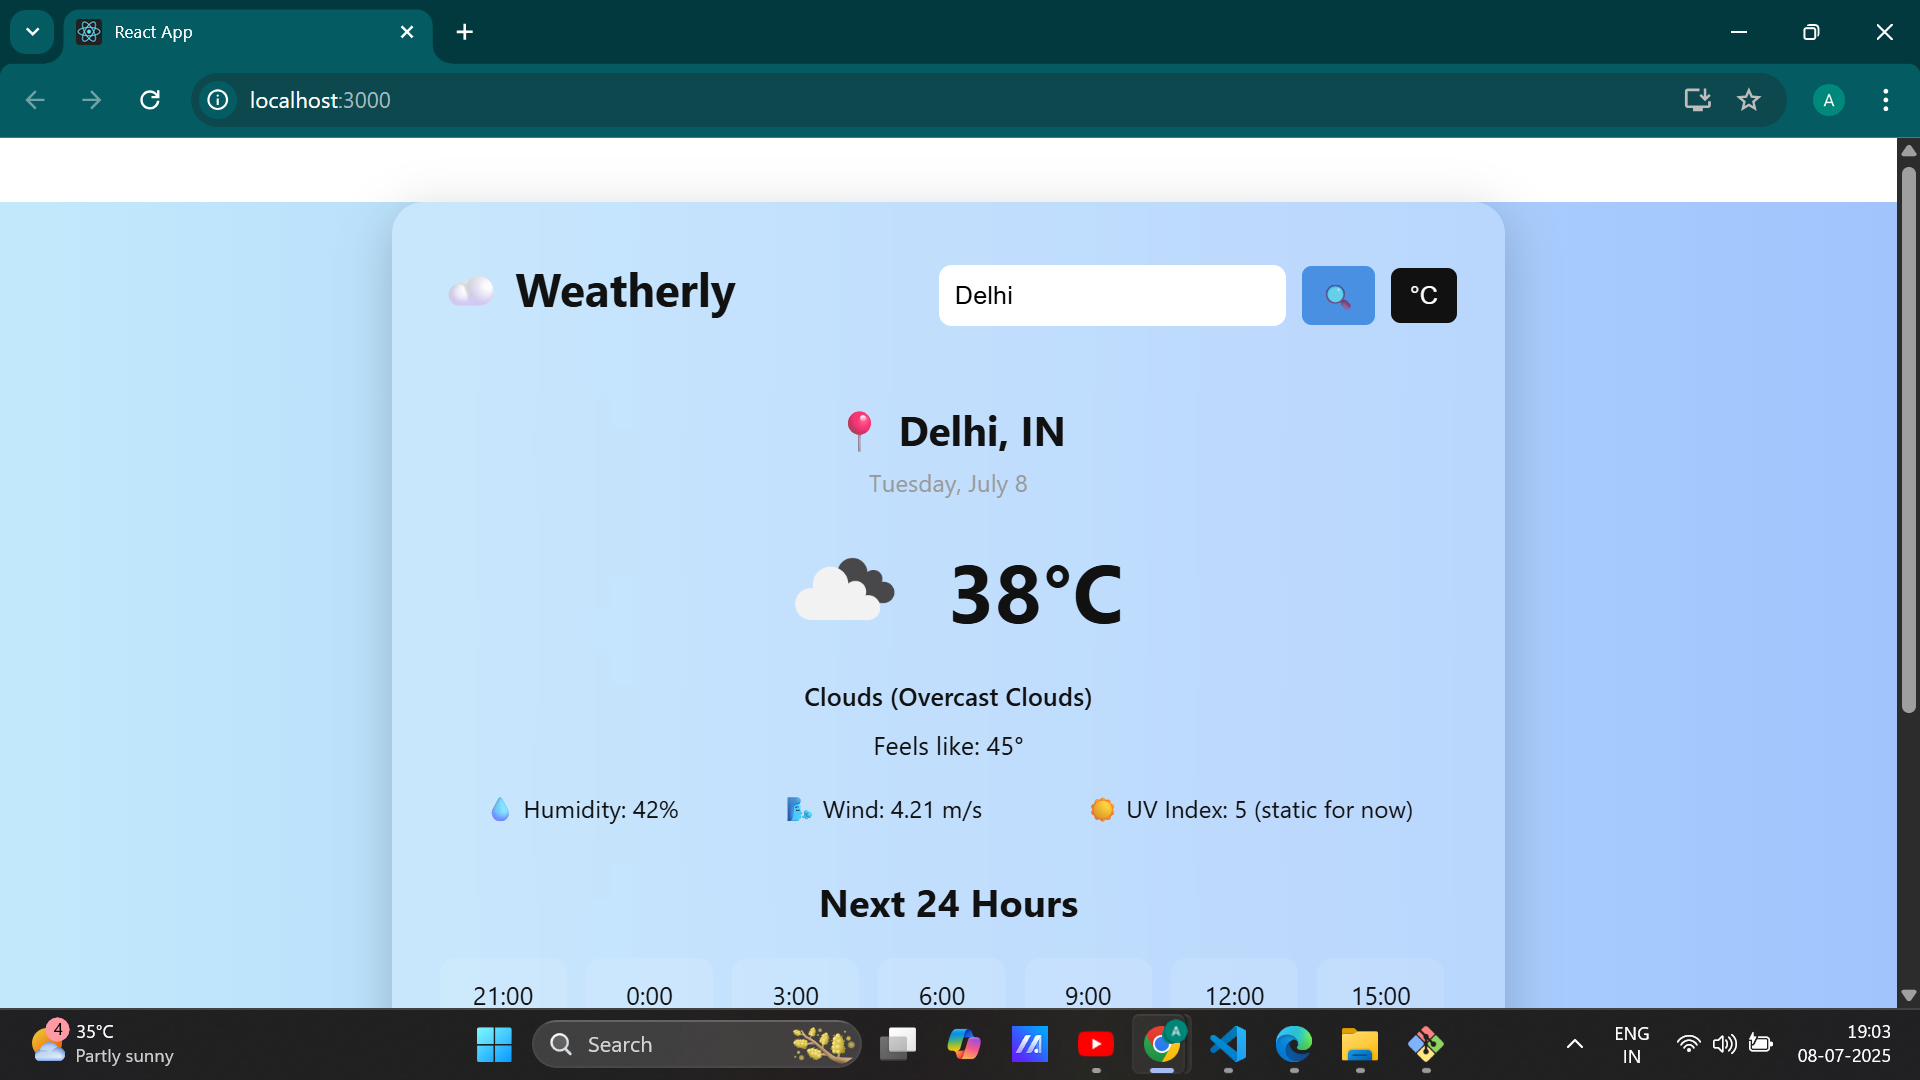 React App
localhost:3000
A
Weatherly
Delhi
°C
Delhi, IN
Tuesday, July 8
38°C
Clouds (Overcast Clouds)
Feels like: 45°
Humidity: 42%
Wind: 4.21 m/s
UV Index: 5 (static for now)
Next 24 Hours
21:00
0:00
3:00
6:00
9:00
12:00
15:00
4
35°C
Partly sunny
Search
A
ENG
IN
19:03
08-07-2025